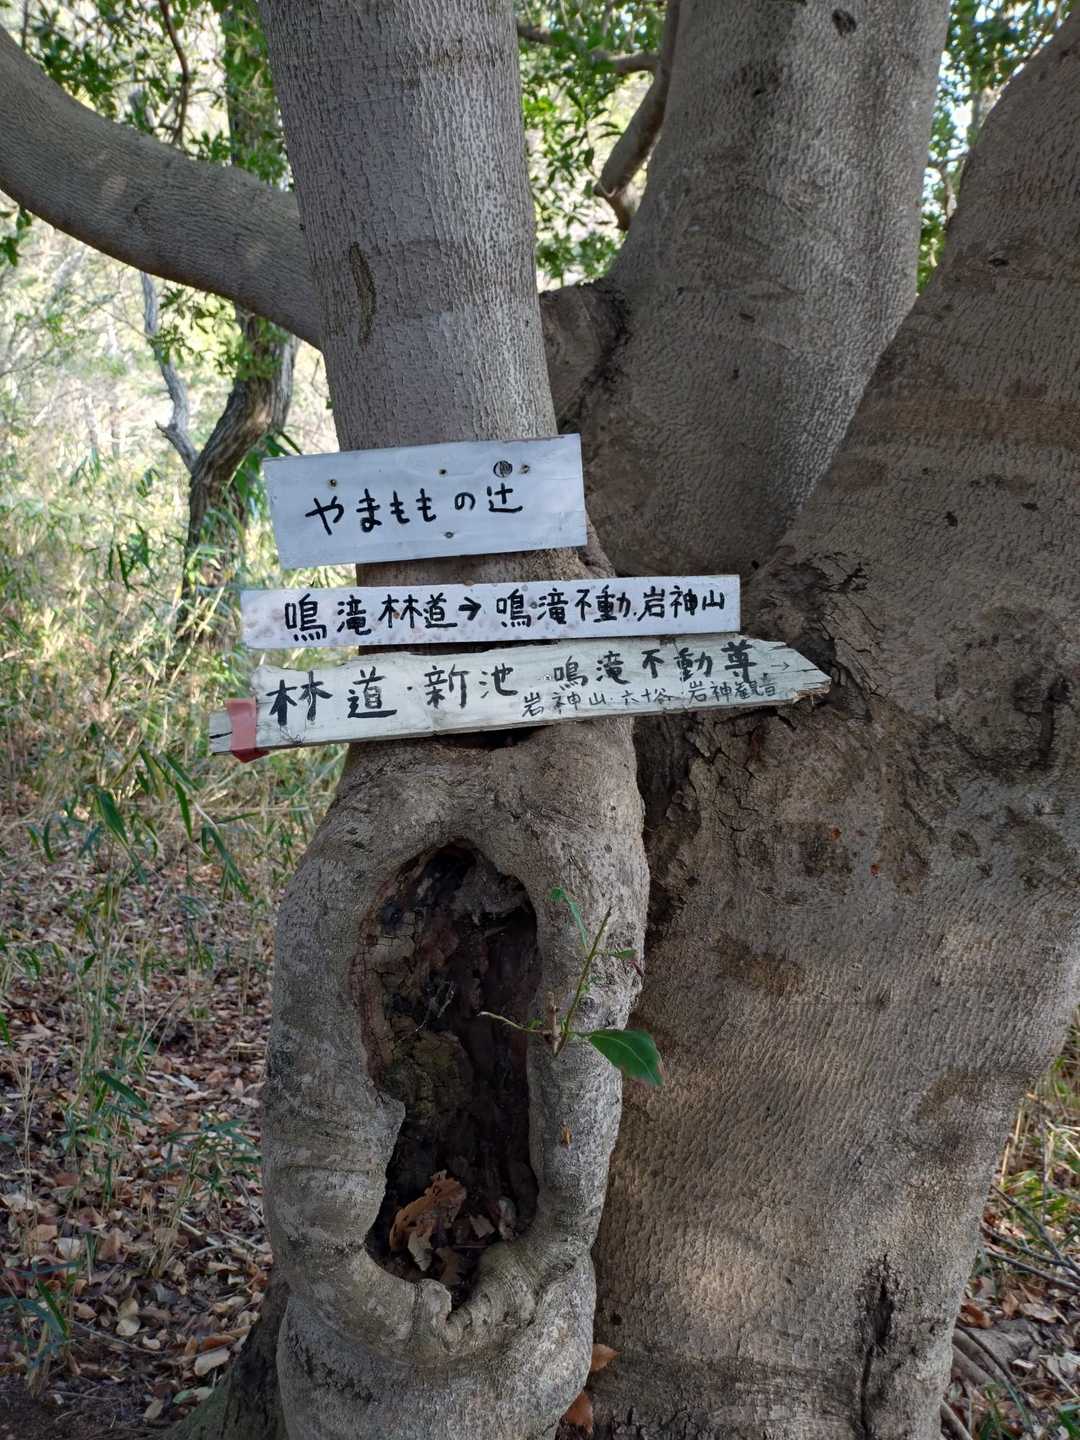 やまももの辻
鳴滝林道→鳴滝不動.岩神山
林道・新池・鳴滝不動尊→
岩神山・六十谷・岩神観音